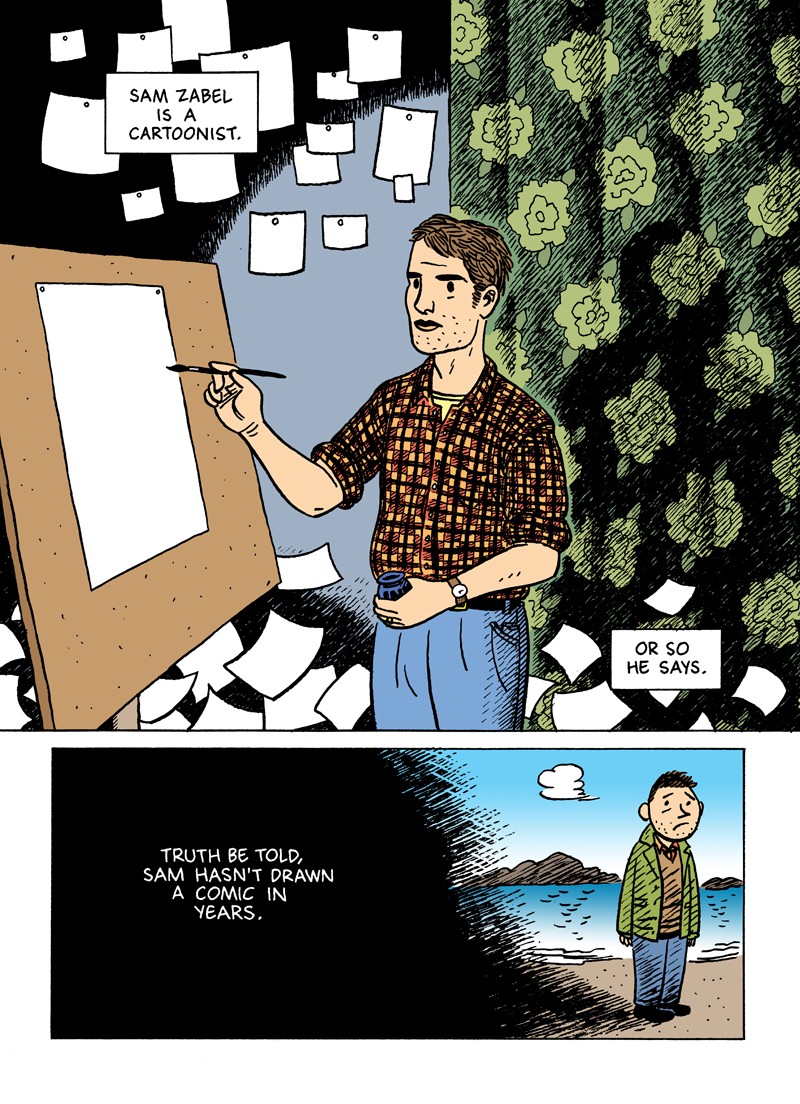 SAM ZABEL
IS A
CARTOONIST.
OR SO
HE SAYS.
TRUTH BE TOLD,
SAM HASN'T DRAWN
A COMIC IN
YEARS.